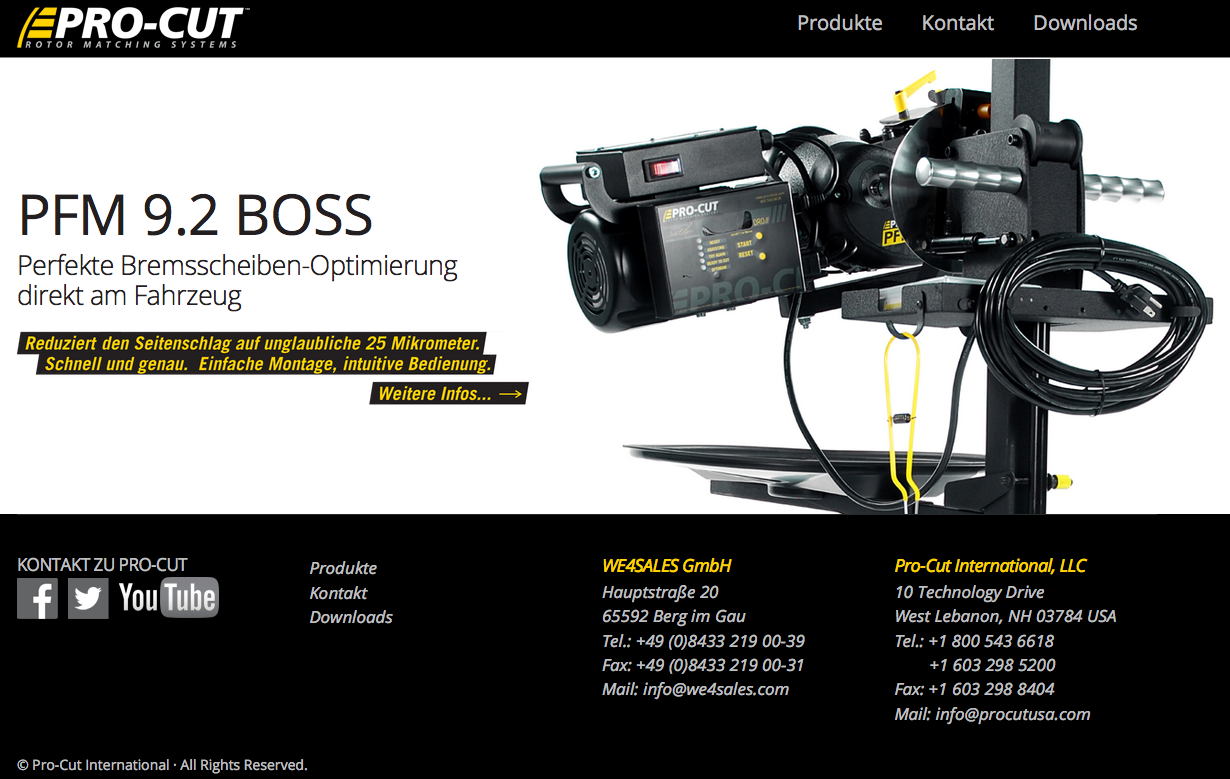 PRO-CUT™
ROTOR MATCHING SYSTEMS
Produkte
Kontakt
Downloads
PFM 9.2 BOSS
Perfekte Bremsscheiben-Optimierung
direkt am Fahrzeug
Reduziert den Seitenschlag auf unglaubliche 25 Mikrometer.
Schnell und genau. Einfache Montage, intuitive Bedienung.
Weitere Infos... →
PRO-CUT
START
RESET
PRO-CU
PF
KONTAKT ZU PRO-CUT
f
YouTube
Produkte
Kontakt
Downloads
WE4SALES GmbH
Hauptstraße 20
65592 Berg im Gau
Tel.: +49 (0)8433 219 00-39
Fax: +49 (0)8433 219 00-31
Mail: info@we4sales.com
Pro-Cut International, LLC
10 Technology Drive
West Lebanon, NH 03784 USA
Tel.: +1 800 543 6618
+1 603 298 5200
Fax: +1 603 298 8404
Mail: info@procutusa.com
© Pro-Cut International · All Rights Reserved.